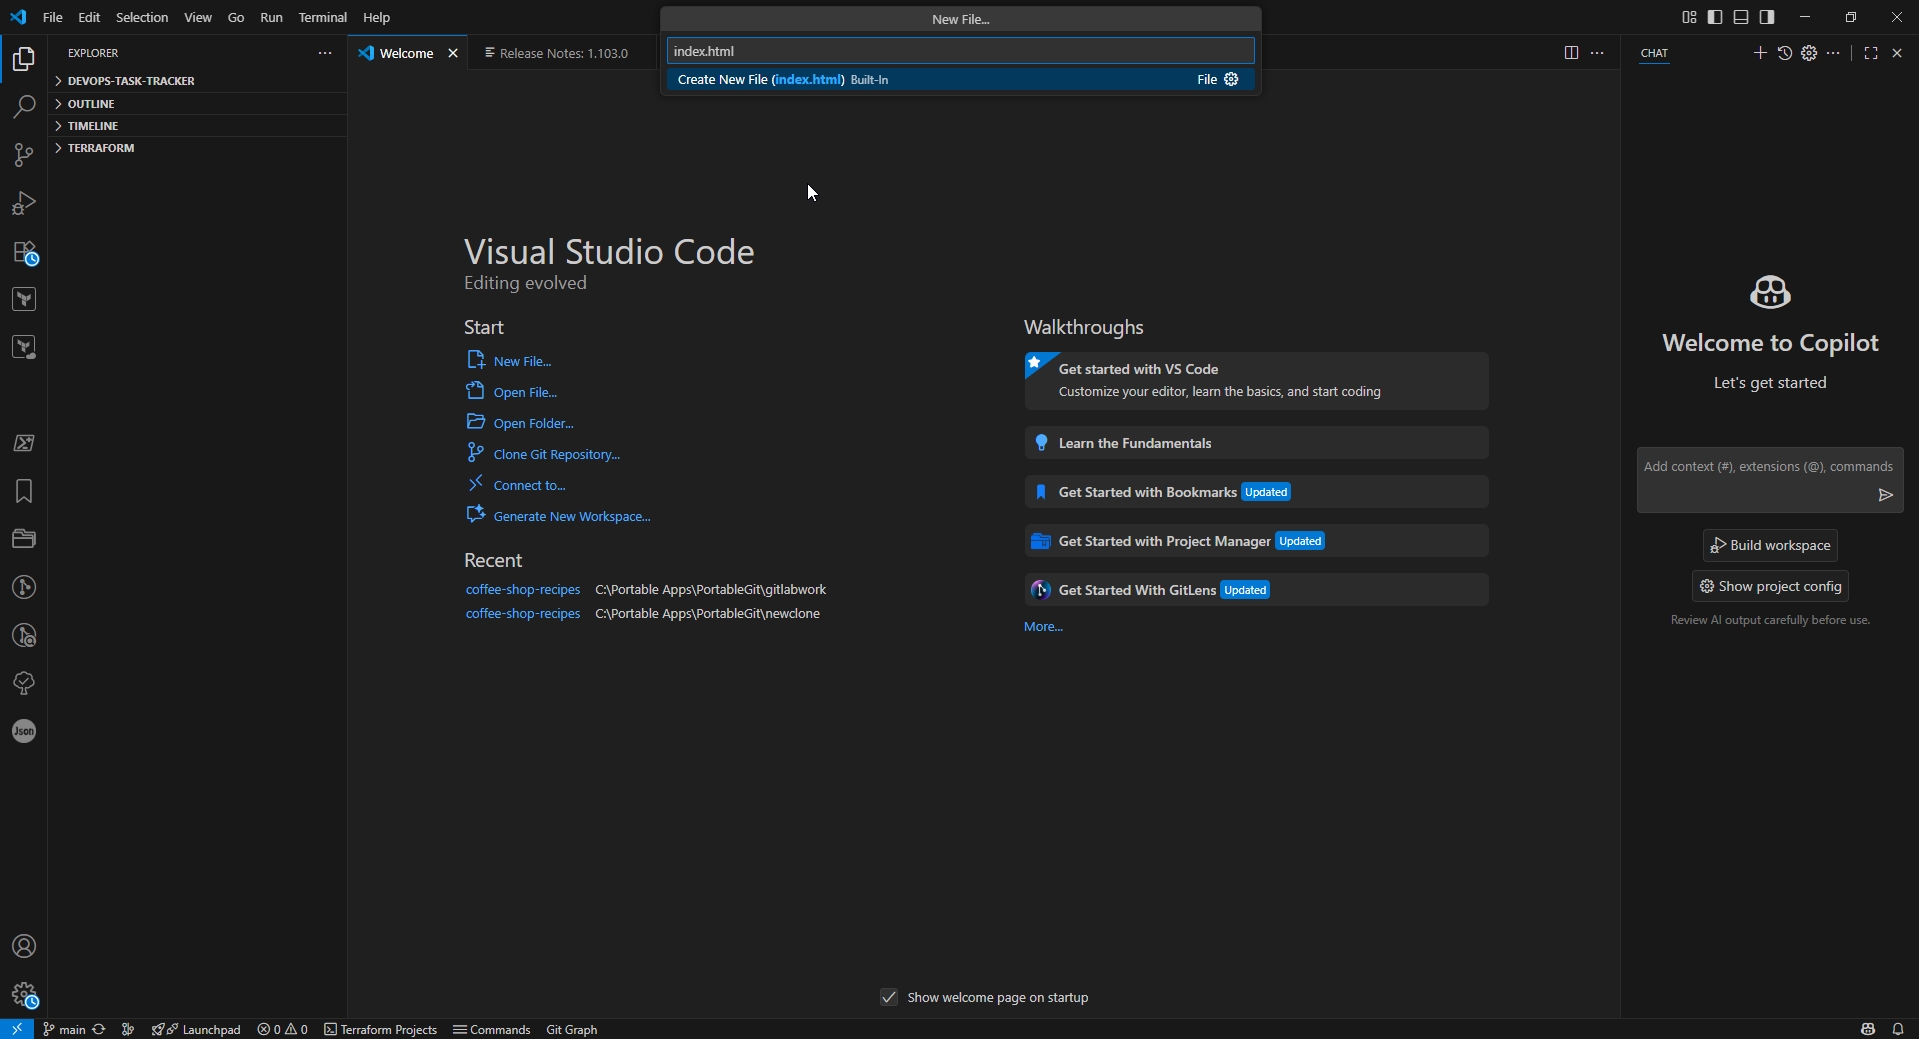 File Edit Selection View Go Run Terminal Help
New File...
index.html
Create New File (index.html) Built-In File
EXPLORER
DEVOPS-TASK-TRACKER
OUTLINE
TIMELINE
TERRAFORM
Welcome
Release Notes: 1.103.0
Visual Studio Code
Editing evolved
Start
New File...
Open File...
Open Folder...
Clone Git Repository...
Connect to...
Generate New Workspace...
Recent
coffee-shop-recipes C:\Portable Apps\PortableGit\gitlabwork
coffee-shop-recipes C:\Portable Apps\PortableGit\newclone
Walkthroughs
Get started with VS Code
Customize your editor, learn the basics, and start coding
Learn the Fundamentals
Get Started with Bookmarks Updated
Get Started with Project Manager Updated
Get Started With GitLens Updated
More...
Show welcome page on startup
CHAT
Welcome to Copilot
Let's get started
Add context (#), extensions (@), commands
Build workspace
Show project config
Review AI output carefully before use.
Json
main Launchpad 0 0 Terraform Projects Commands Git Graph